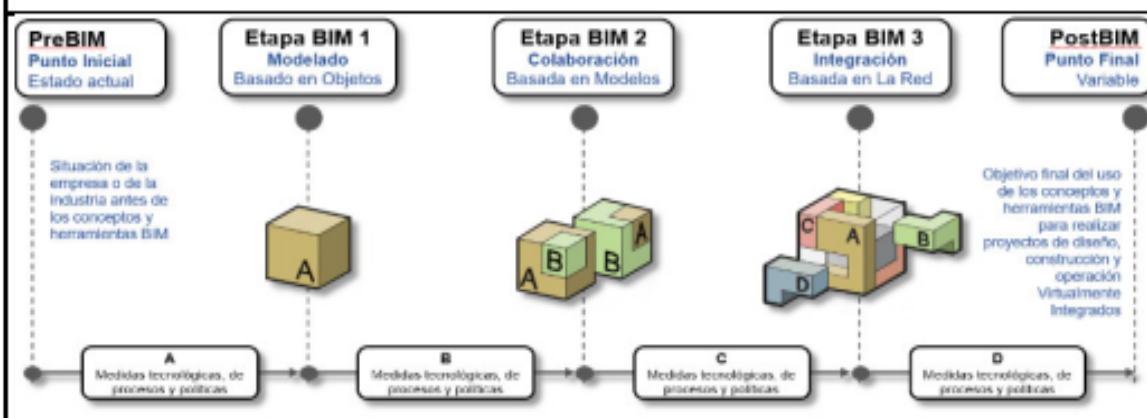 PreBIM
Punto Inicial
Estado actual
Etapa BIM 1
Modelado
Basado en Objetos
Etapa BIM 2
Colaboración
Basada en Modelos
Etapa BIM 3
Integración
Basada en La Red
PostBIM
Punto Final
Variable
Situación de la
empresa o de la
industria antes de
los conceptos y
herramientas BIM
A
A
B
B
A
C
A
B
D
Objetivo final del uso
de los conceptos y
herramientas BIM
para realizar
proyectos de diseño,
construcción y
operación
Virtualmente
Integrados
A
Medidas tecnológicas, de
procesos y políticas
B
Medidas tecnológicas, de
procesos y políticas
C
Medidas tecnológicas, de
procesos y políticas
D
Medidas tecnológicas, de
procesos y políticas